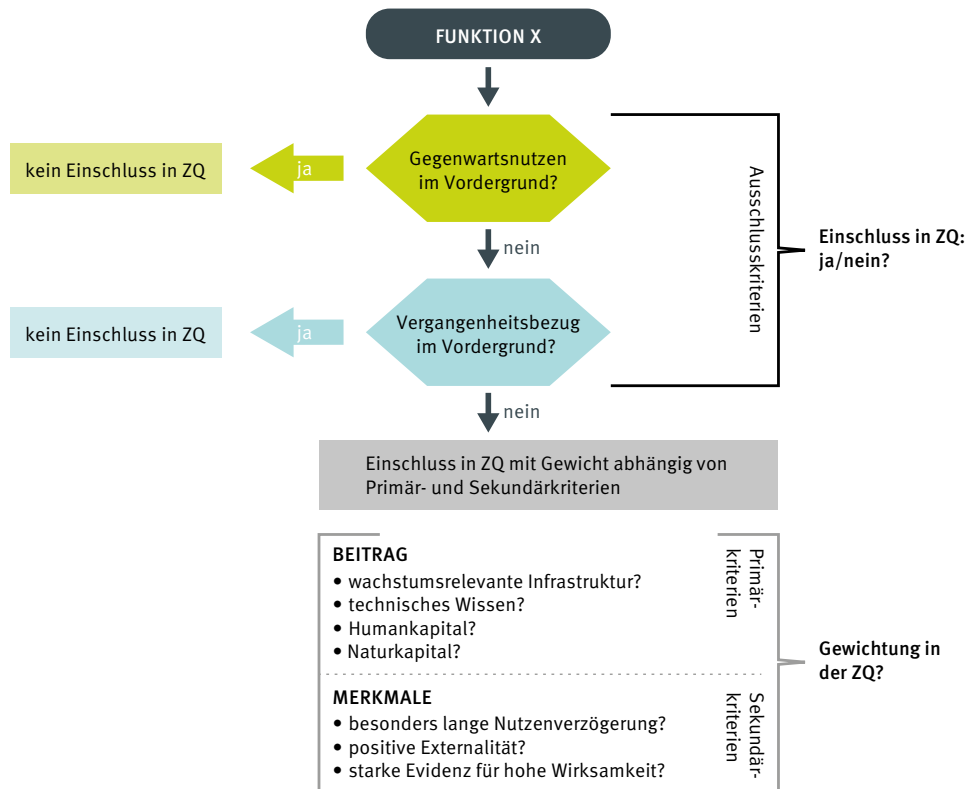 FUNKTION X
Gegenwartsnutzen
im Vordergrund?
ja
kein Einschluss in ZQ
nein
Vergangenheitsbezug
im Vordergrund?
ja
kein Einschluss in ZQ
nein
Ausschlusskriterien
Einschluss in ZQ:
ja/nein?
Einschluss in ZQ mit Gewicht abhängig von
Primär- und Sekundärkriterien
BEITRAG
• wachstumsrelevante Infrastruktur?
• technisches Wissen?
• Humankapital?
• Naturkapital?
Primär-
kriterien
MERKMALE
• besonders lange Nutzenverzögerung?
• positive Externalität?
• starke Evidenz für hohe Wirksamkeit?
Sekundär-
kriterien
Gewichtung in
der ZQ?